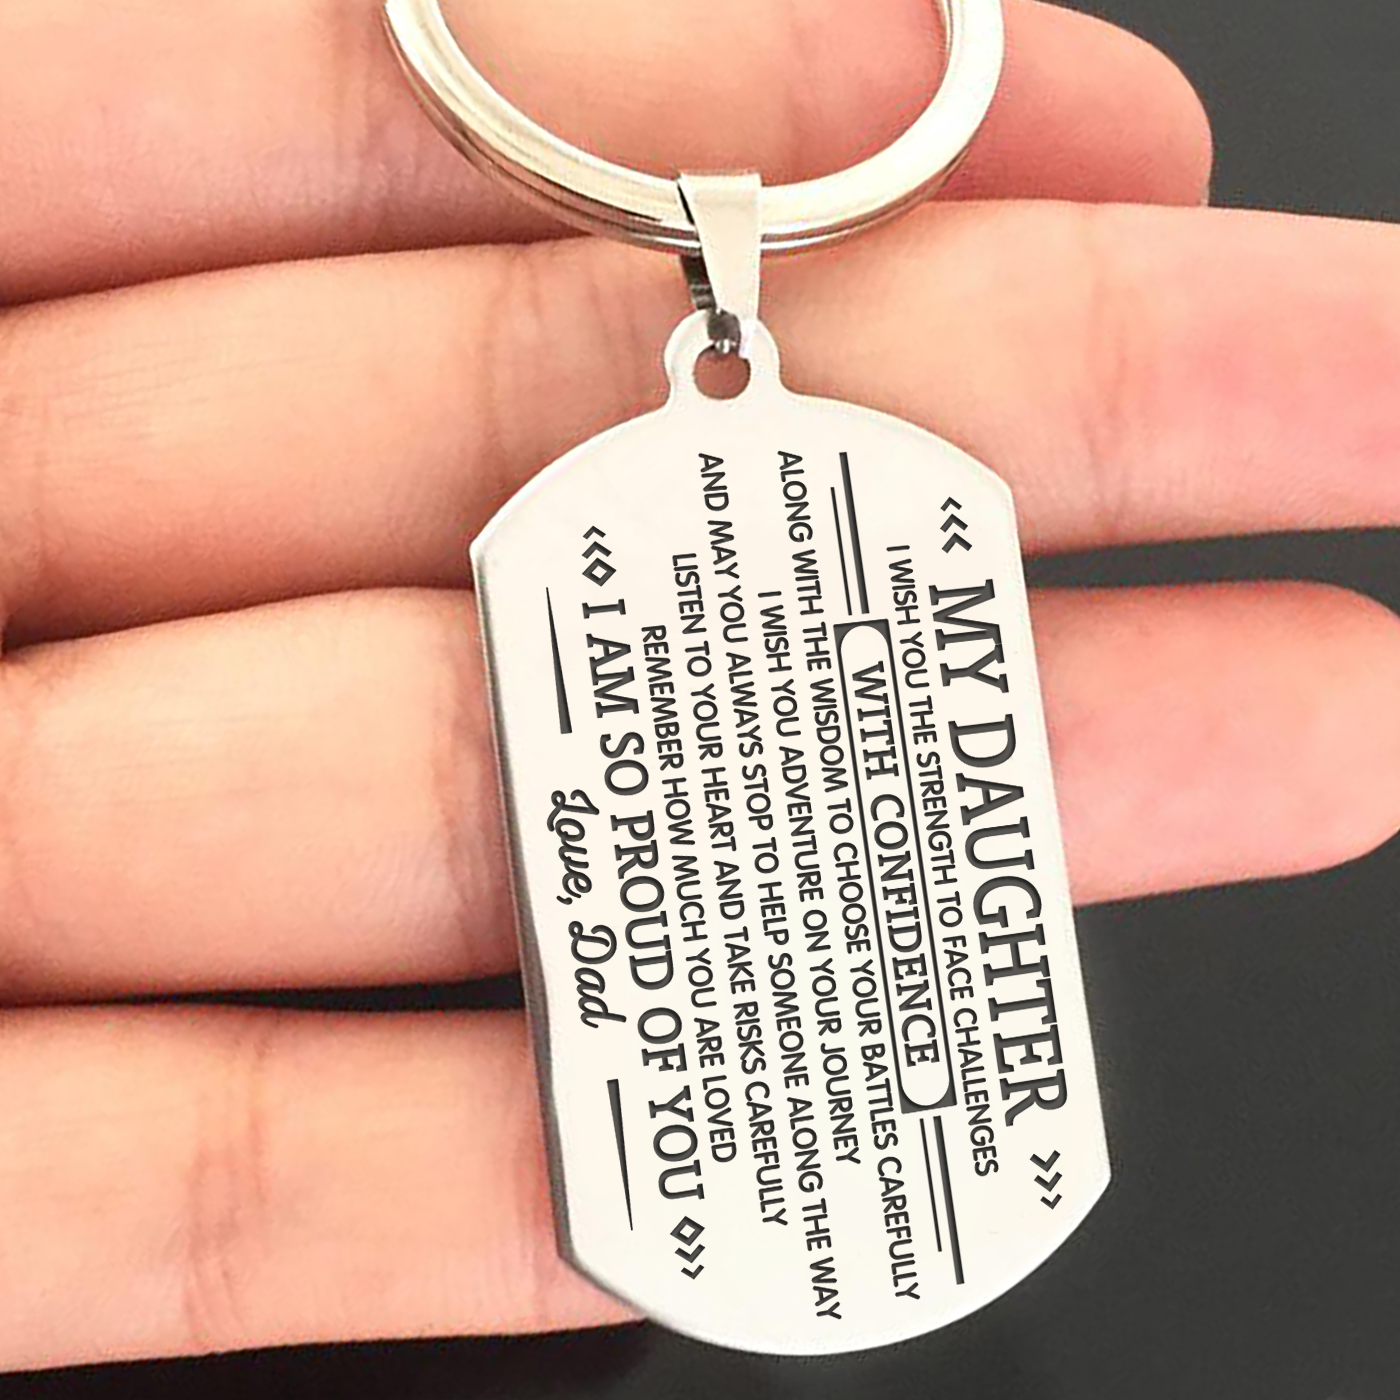 MY DAUGHTER
I WISH YOU THE STRENGTH TO FACE CHALLENGES
WITH CONFIDENCE
ALONG WITH THE WISDOM TO CHOOSE YOUR BATTLES CAREFULLY
I WISH YOU ADVENTURE ON YOUR JOURNEY
AND MAY YOU ALWAYS STOP TO HELP SOMEONE ALONG THE WAY
LISTEN TO YOUR HEART AND TAKE RISKS CAREFULLY
REMEMBER HOW MUCH YOU ARE LOVED
I AM SO PROUD OF YOU
Love, Dad